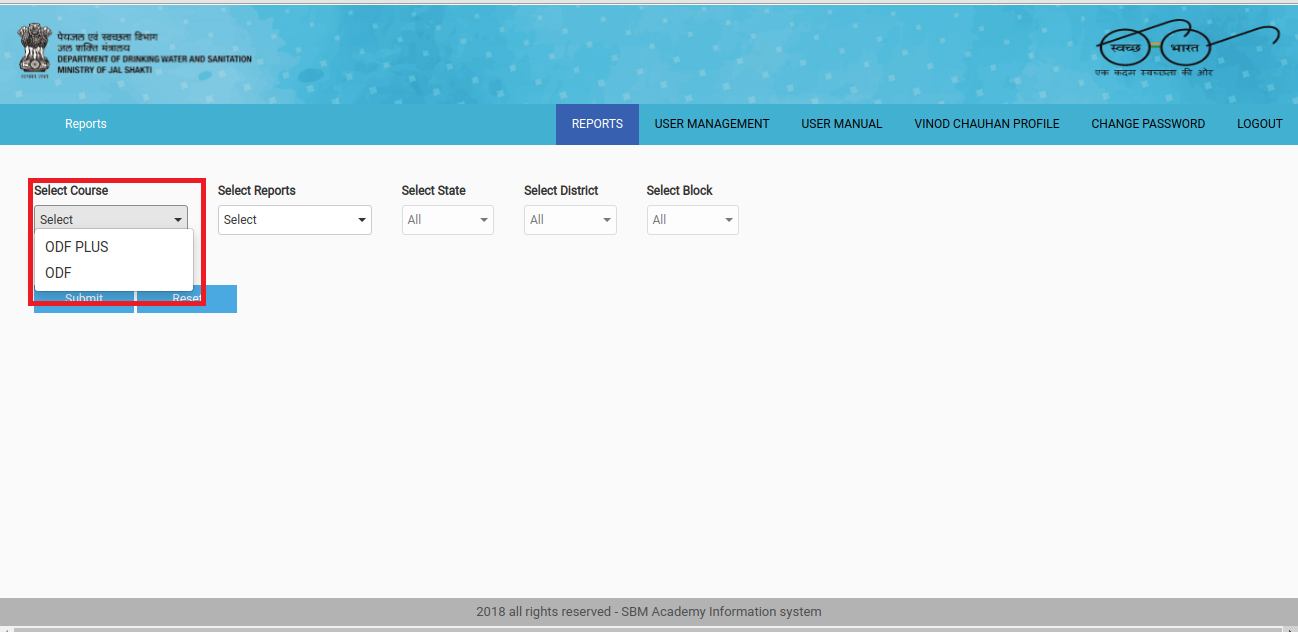 पेयजल एवं स्वच्छता विभाग
जल शक्ति मंत्रालय
DEPARTMENT OF DRINKING WATER AND SANITATION
MINISTRY OF JAL SHAKTI
स्वच्छ भारत
एक कदम स्वच्छता की ओर
Reports REPORTS USER MANAGEMENT USER MANUAL VINOD CHAUHAN PROFILE CHANGE PASSWORD LOGOUT
Select Course Select Reports Select State Select District Select Block
Select Select All All All
ODF PLUS
ODF
Submit Reset
2018 all rights reserved - SBM Academy Information system